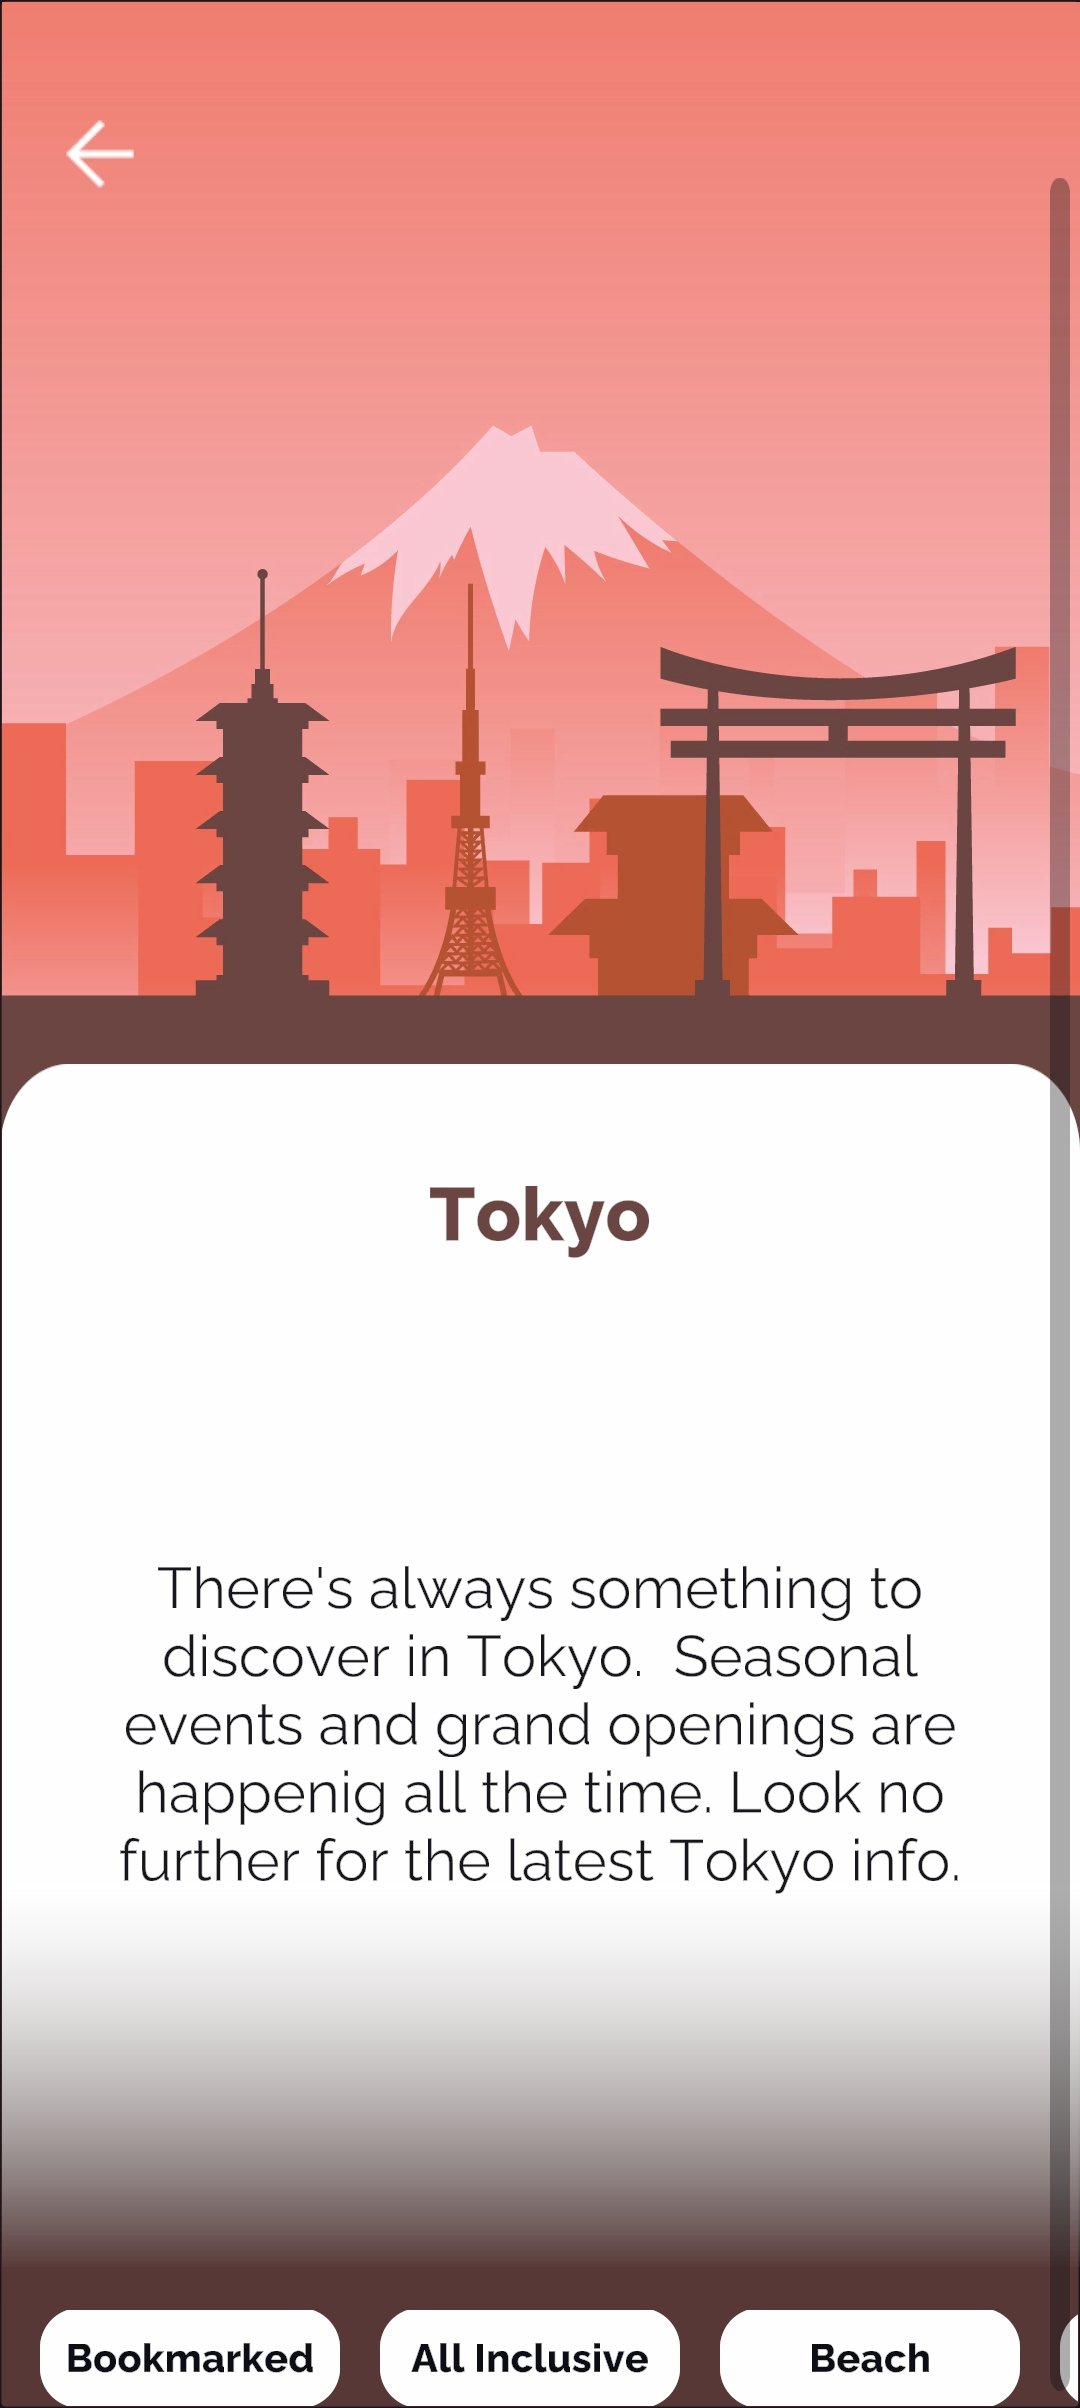 Tokyo
There's always something to
discover in Tokyo.  Seasonal
events and grand openings are
happenig all the time. Look no
further for the latest Tokyo info.
Bookmarked
All Inclusive
Beach